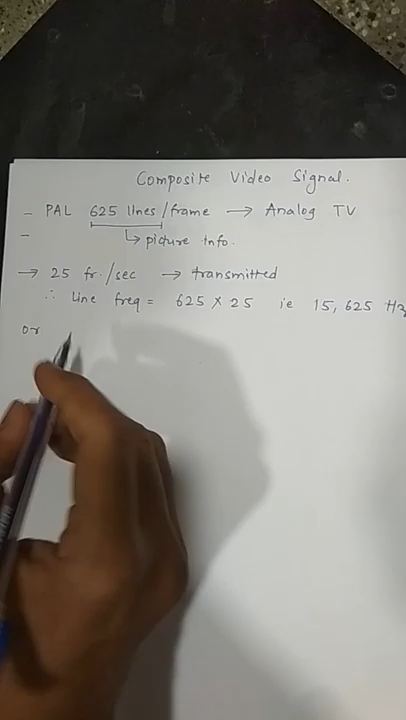 Composite Video Signal.
- PAL 625 lines/frame → Analog TV
- ↳ picture Info.
→ 25 fr./sec → transmitted
∴ Line freq = 625 X 25 ie 15,625 Hz
or